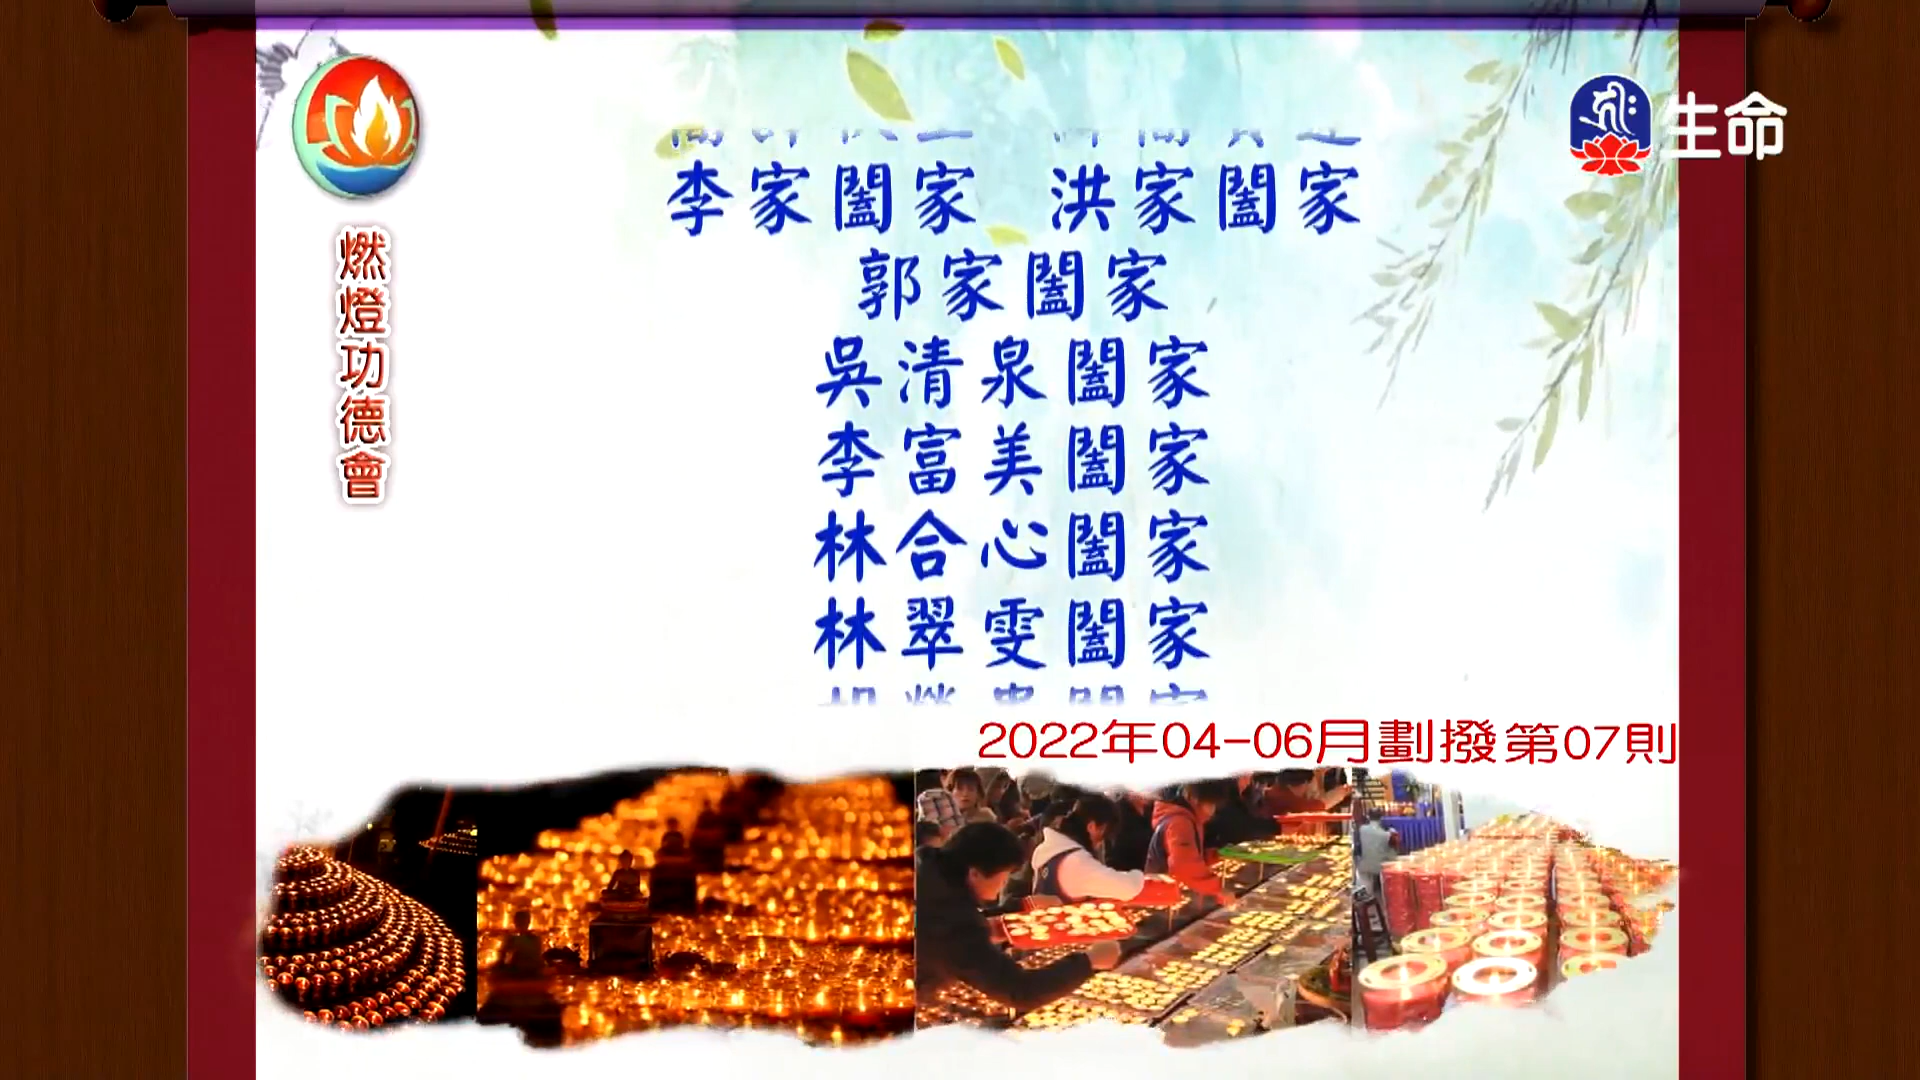 生命
燃燈功德會
李家闔家 洪家闔家
郭家闔家
吳清泉闔家
李富美闔家
林合心闔家
林翠雯闔家
2022年04-06月劃撥第07則